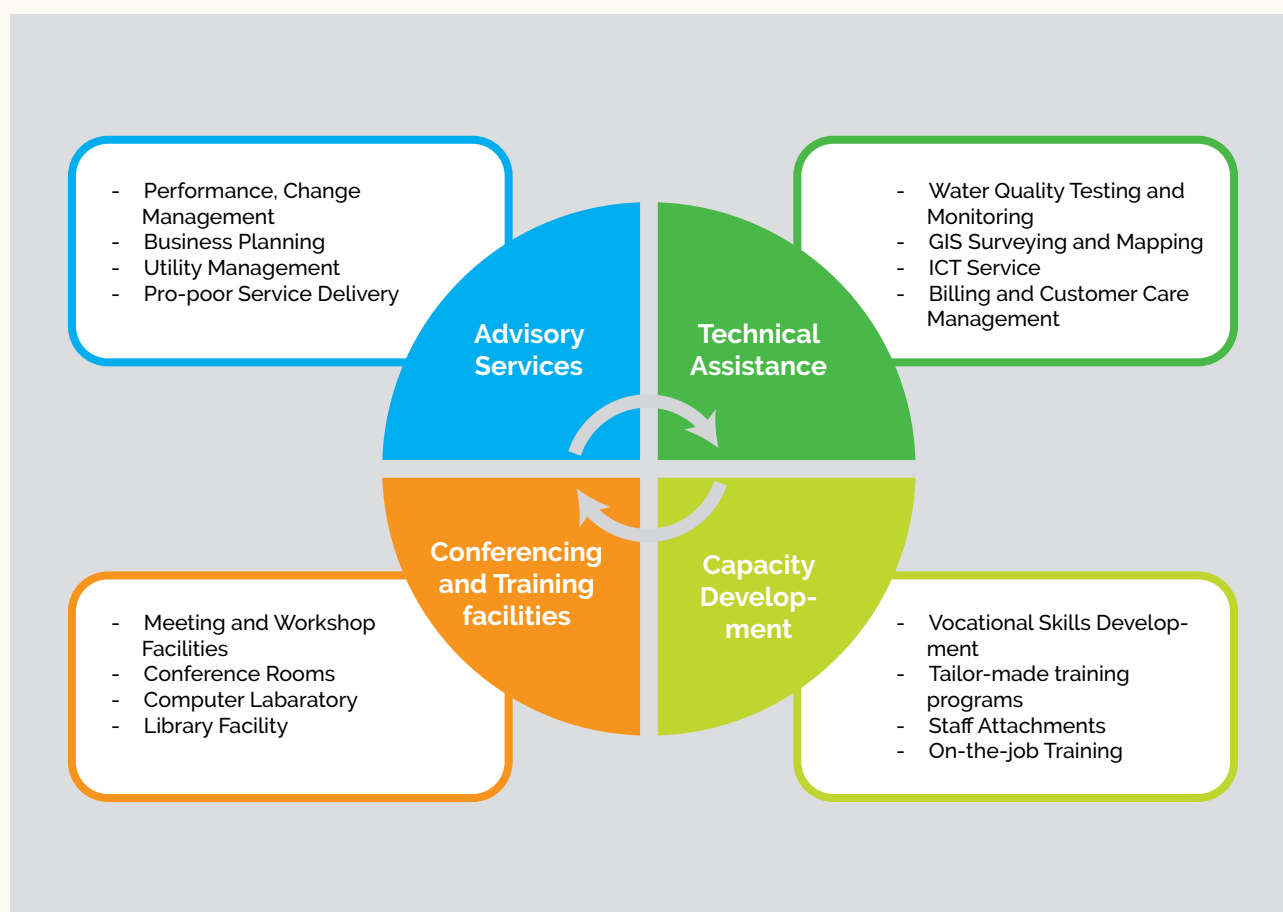 - Performance, Change
Management
- Business Planning
- Utility Management
- Pro-poor Service Delivery
- Water Quality Testing and
Monitoring
- GIS Surveying and Mapping
- ICT Service
- Billing and Customer Care
Management
Advisory
Services
Technical
Assistance
Conferencing
and Training
facilities
Capacity
Develop-
ment
- Meeting and Workshop
Facilities
- Conference Rooms
- Computer Labaratory
- Library Facility
- Vocational Skills Develop-
ment
- Tailor-made training
programs
- Staff Attachments
- On-the-job Training